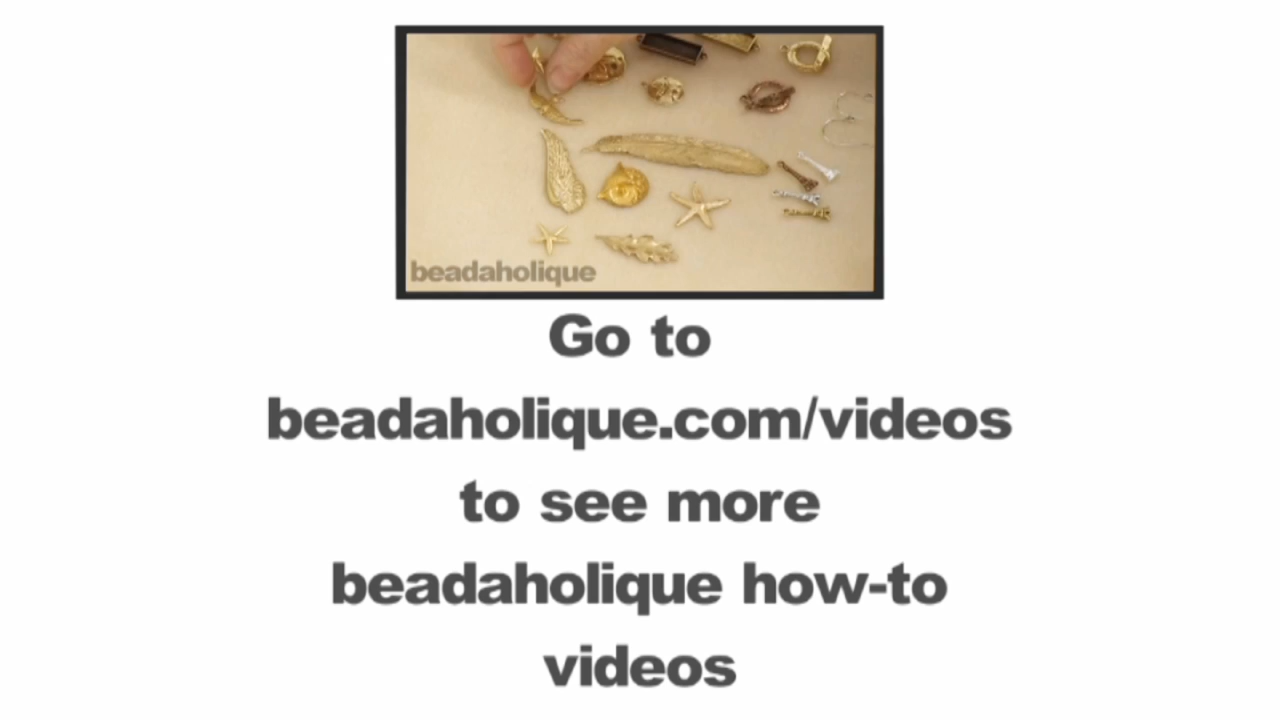 beadaholique
Go to
beadaholique.com/videos
to see more
beadaholique how-to
videos